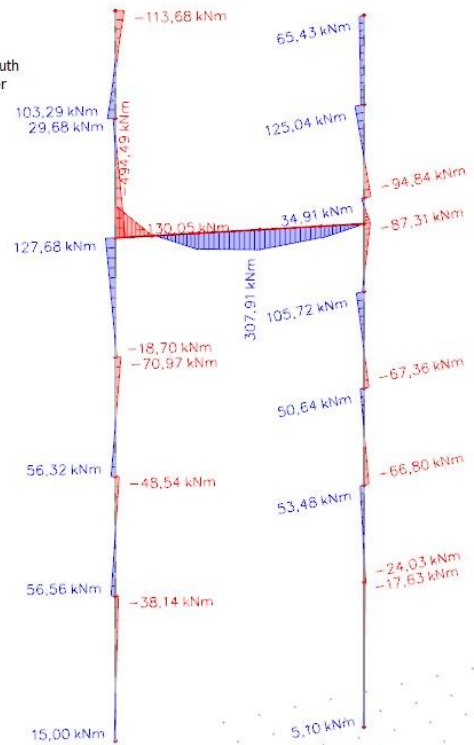 −113,68 kNm
65,43 kNm
uth
er
103,29 kNm
29,68 kNm
125,04 kNm
−494,49 kNm
−94,84 kNm
−130,05 kNm
34,91 kNm
−87,31 kNm
127,68 kNm
307,91 kNm
105,72 kNm
−18,70 kNm
−70,97 kNm
−67,36 kNm
50,64 kNm
56,32 kNm
−48,54 kNm
−66,80 kNm
53,48 kNm
56,56 kNm
−38,14 kNm
−24,03 kNm
−17,63 kNm
15,00 kNm
5,10 kNm